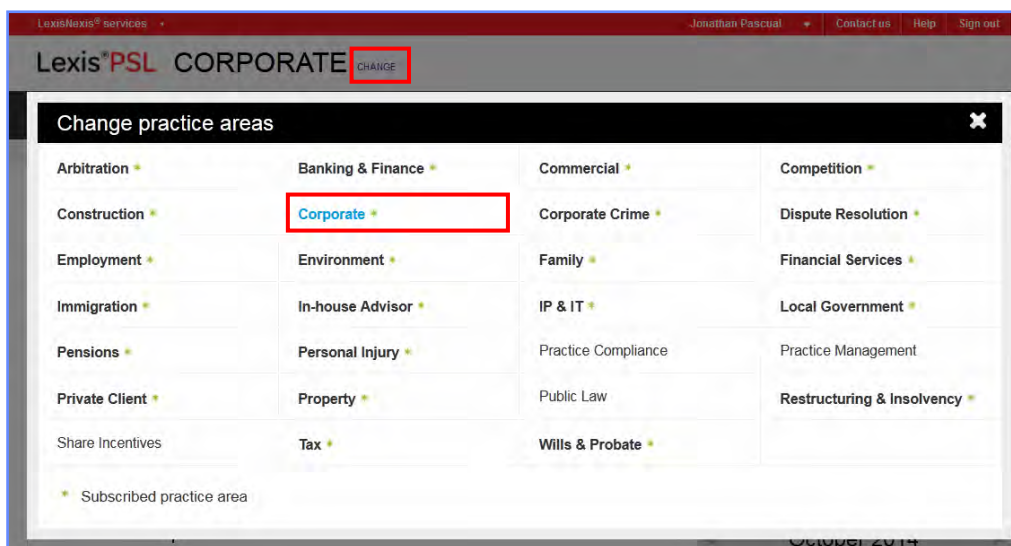 LexisNexis® services
Jonathan Pascual Contact us Help Sign out
Lexis®PSL CORPORATE CHANGE
Change practice areas
Arbitration * Banking & Finance * Commercial * Competition *
Construction * Corporate * Corporate Crime * Dispute Resolution *
Employment * Environment * Family * Financial Services *
Immigration * In-house Advisor * IP & IT * Local Government *
Pensions * Personal Injury * Practice Compliance Practice Management
Private Client * Property * Public Law Restructuring & Insolvency *
Share Incentives Tax * Wills & Probate *
* Subscribed practice area
October 2014